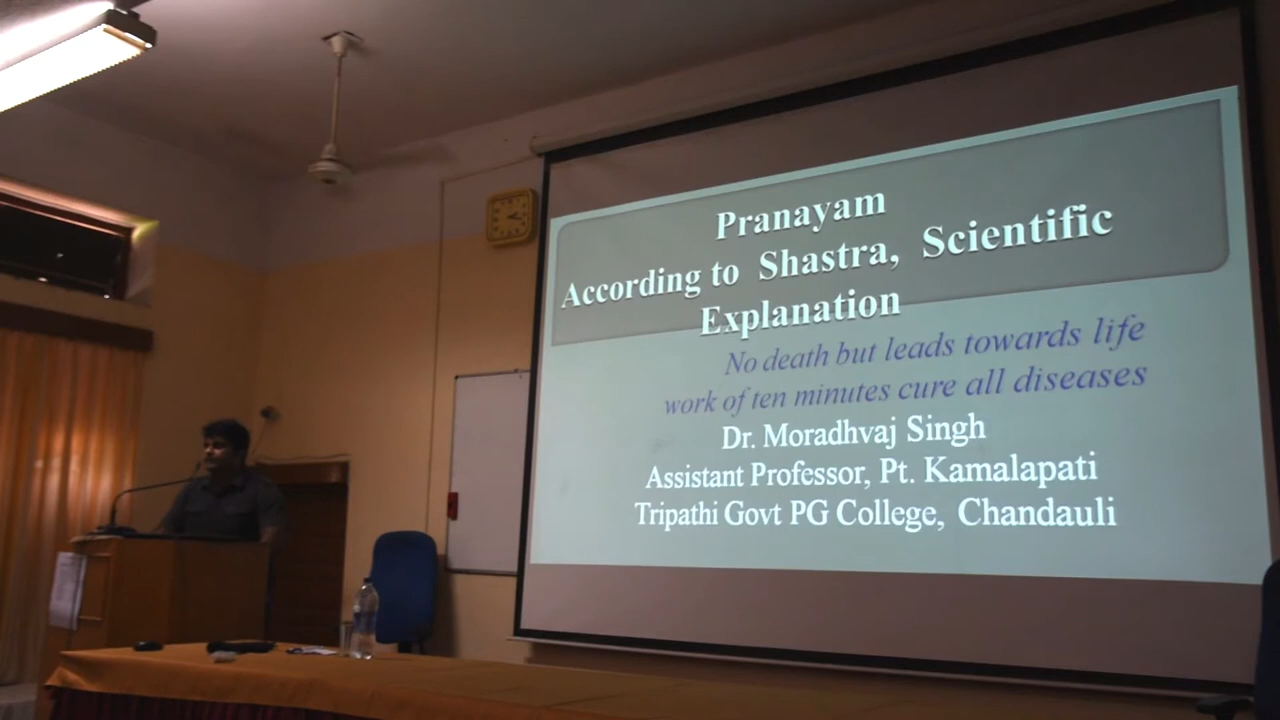 Pranayam
According to Shastra, Scientific
Explanation
No death but leads towards life
work of ten minutes cure all diseases
Dr. Moradhvaj Singh
Assistant Professor, Pt. Kamalapati
Tripathi Govt PG College, Chandauli